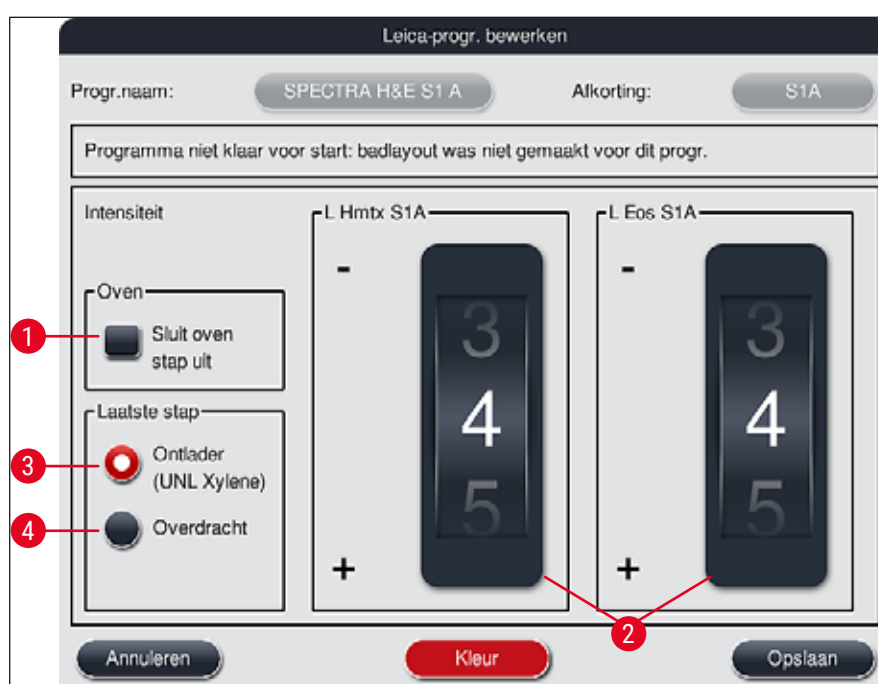 Leica-progr. bewerken
Progr.naam: SPECTRA H&E S1 A Afkorting: S1A
Programma niet klaar voor start: badlayout was niet gemaakt voor dit progr.
Intensiteit
L Hmtx S1A
L Eos S1A
- -
Oven
1 Sluit oven
stap uit
3 3
4 4
5 5
Laatste stap
3 Ontlader
(UNL Xylene)
4 Overdracht
+ +
2
Annuleren Kleur Opslaan